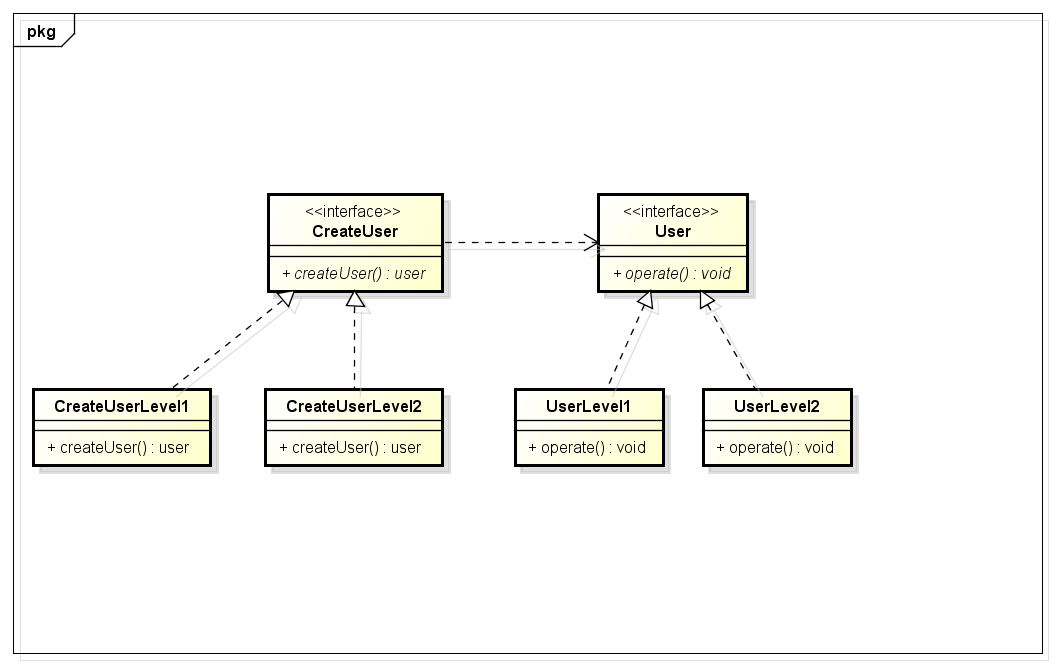 pkg
<<interface>>
CreateUser
+ createUser() : user
<<interface>>
User
+ operate() : void
CreateUserLevel1
+ createUser() : user
CreateUserLevel2
+ createUser() : user
UserLevel1
+ operate() : void
UserLevel2
+ operate() : void